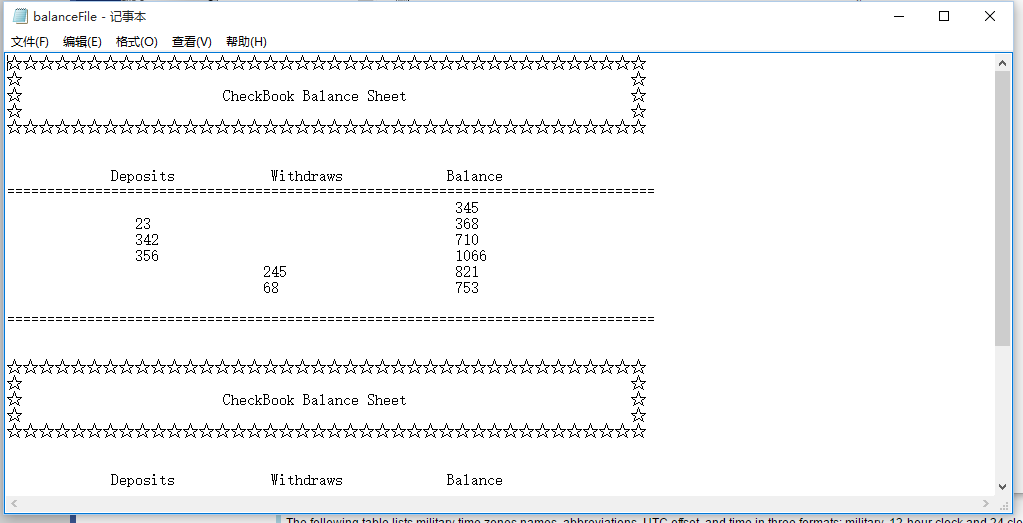 balanceFile - 记事本
文件(F) 编辑(E) 格式(O) 查看(V) 帮助(H)
☆☆☆☆☆☆☆☆☆☆☆☆☆☆☆☆☆☆☆☆☆☆☆☆☆☆☆☆☆☆☆☆☆☆☆☆☆☆☆☆
☆ ☆
☆ CheckBook Balance Sheet ☆
☆ ☆
☆☆☆☆☆☆☆☆☆☆☆☆☆☆☆☆☆☆☆☆☆☆☆☆☆☆☆☆☆☆☆☆☆☆☆☆☆☆☆☆
Deposits Withdraws Balance
=================================================================================
345
23 368
342 710
356 1066
245 821
68 753
=================================================================================
☆☆☆☆☆☆☆☆☆☆☆☆☆☆☆☆☆☆☆☆☆☆☆☆☆☆☆☆☆☆☆☆☆☆☆☆☆☆☆☆
☆ ☆
☆ CheckBook Balance Sheet ☆
☆ ☆
☆☆☆☆☆☆☆☆☆☆☆☆☆☆☆☆☆☆☆☆☆☆☆☆☆☆☆☆☆☆☆☆☆☆☆☆☆☆☆☆
Deposits Withdraws Balance
The following table lists military time zones names, abbreviations, UTC offset, and time in three formats: military, 12-hour clock and 24 clo